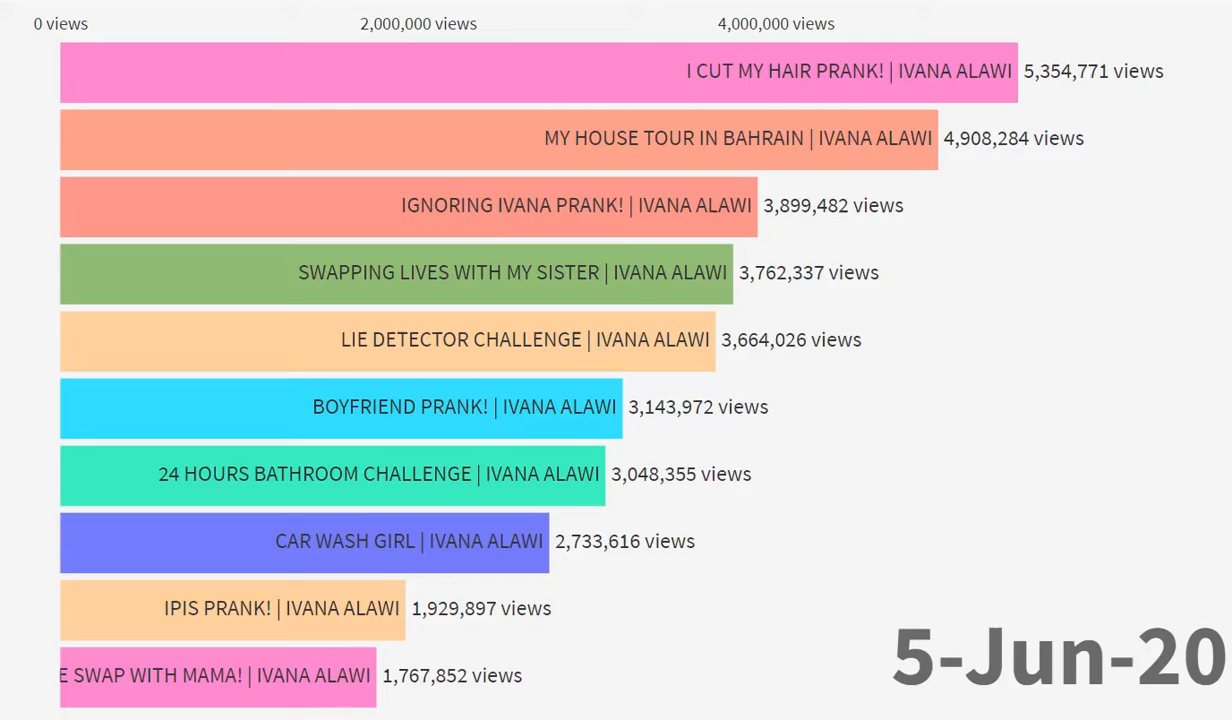 0 views 2,000,000 views 4,000,000 views
I CUT MY HAIR PRANK! | IVANA ALAWI 5,354,771 views
MY HOUSE TOUR IN BAHRAIN | IVANA ALAWI 4,908,284 views
IGNORING IVANA PRANK! | IVANA ALAWI 3,899,482 views
SWAPPING LIVES WITH MY SISTER | IVANA ALAWI 3,762,337 views
LIE DETECTOR CHALLENGE | IVANA ALAWI 3,664,026 views
BOYFRIEND PRANK! | IVANA ALAWI 3,143,972 views
24 HOURS BATHROOM CHALLENGE | IVANA ALAWI 3,048,355 views
CAR WASH GIRL | IVANA ALAWI 2,733,616 views
IPIS PRANK! | IVANA ALAWI 1,929,897 views
E SWAP WITH MAMA! | IVANA ALAWI 1,767,852 views
5-Jun-20